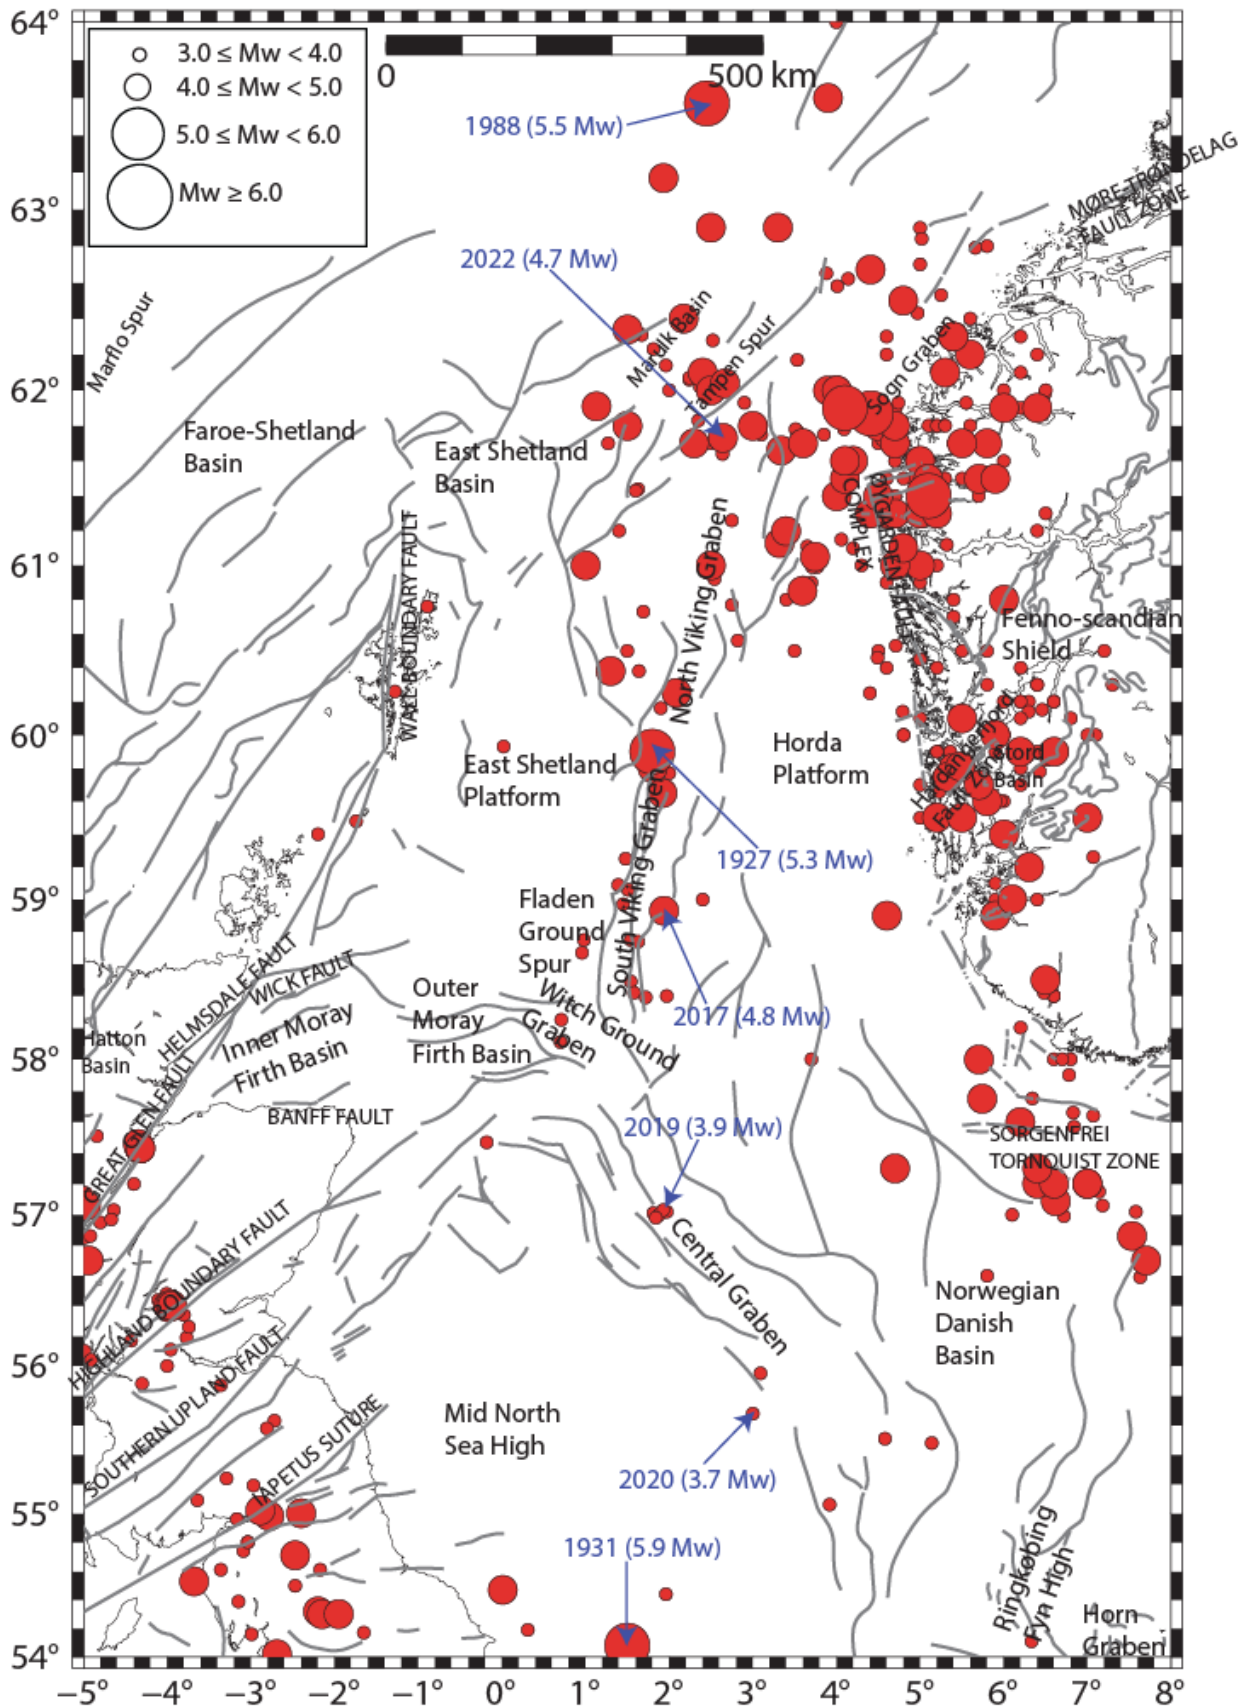 64°
3.0 ≤ Mw < 4.0
4.0 ≤ Mw < 5.0
5.0 ≤ Mw < 6.0
Mw ≥ 6.0
0
500 km
1988 (5.5 Mw)
MØRE-TRØNDELAG
FAULT ZONE
63°
2022 (4.7 Mw)
Marflo Spur
Marulk Basin
Tampen Spur
Sogn Graben
62°
Faroe-Shetland
Basin
East Shetland
Basin
ØYGARDEN FAULT
COMPLEX
61°
WALL BOUNDARY FAULT
North Viking Graben
Fenno-scandian
Shield
60°
East Shetland
Platform
Horda
Platform
Hardangerfjord
Fault Zone
Stord
Basin
1927 (5.3 Mw)
59°
Fladen
Ground
Spur
South Viking Graben
HELMSDALE FAULT
WICK FAULT
Outer
Moray
Firth Basin
Witch Ground
Graben
2017 (4.8 Mw)
Inner Moray
Firth Basin
Hatton
Basin
58°
GREAT GLEN FAULT
BANFF FAULT
2019 (3.9 Mw)
SORGENFREI
TORNQUIST ZONE
57°
Central Graben
HIGHLAND BOUNDARY FAULT
Norwegian
Danish
Basin
56°
SOUTHERN UPLAND FAULT
IAPETUS SUTURE
Mid North
Sea High
2020 (3.7 Mw)
55°
1931 (5.9 Mw)
Ringkobing
Fyn High
Horn
Graben
54°
−5° −4° −3° −2° −1° 0° 1° 2° 3° 4° 5° 6° 7° 8°